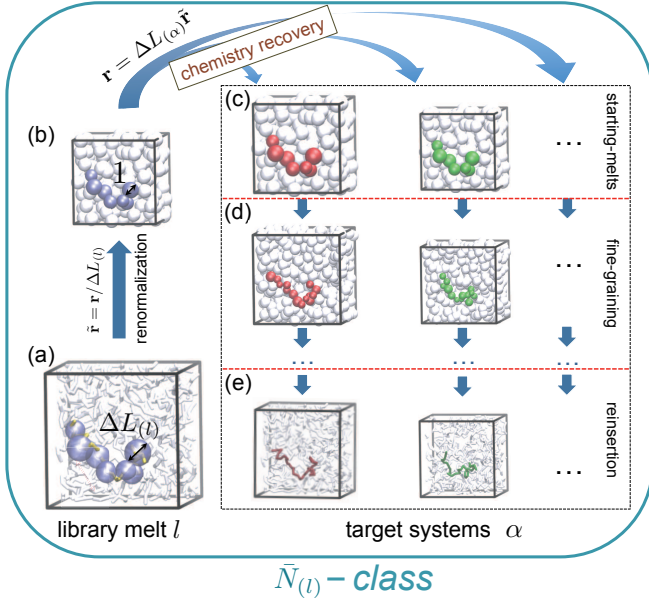 r = ΔL(α)r̃
chemistry recovery
(b)
1
r̃ = r/ΔL(l)
renormalization
(a)
ΔL(l)
library melt l
(c)
...
starting-melts
(d)
...
fine-graining
... ... ...
(e)
...
reinsertion
target systems α
N̄(l) – class